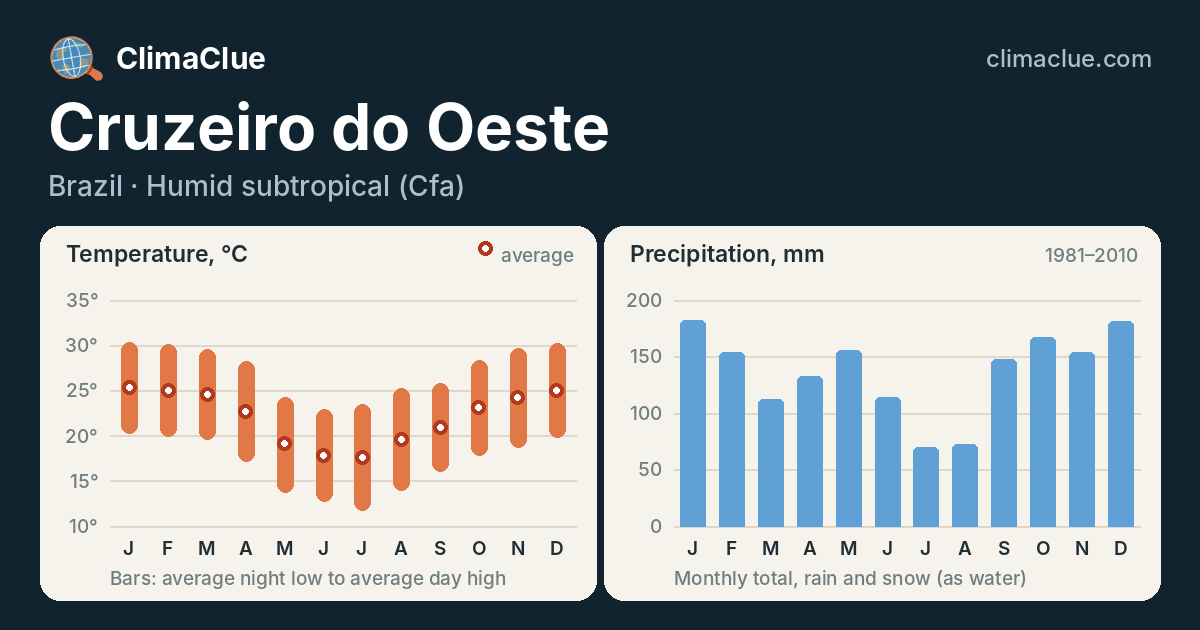 ClimaClue
climaclue.com
Cruzeiro do Oeste
Brazil · Humid subtropical (Cfa)
Temperature, °C
average
35°
30°
25°
20°
15°
10°
J F M A M J J A S O N D
Bars: average night low to average day high
Precipitation, mm
1981–2010
200
150
100
50
0
J F M A M J J A S O N D
Monthly total, rain and snow (as water)